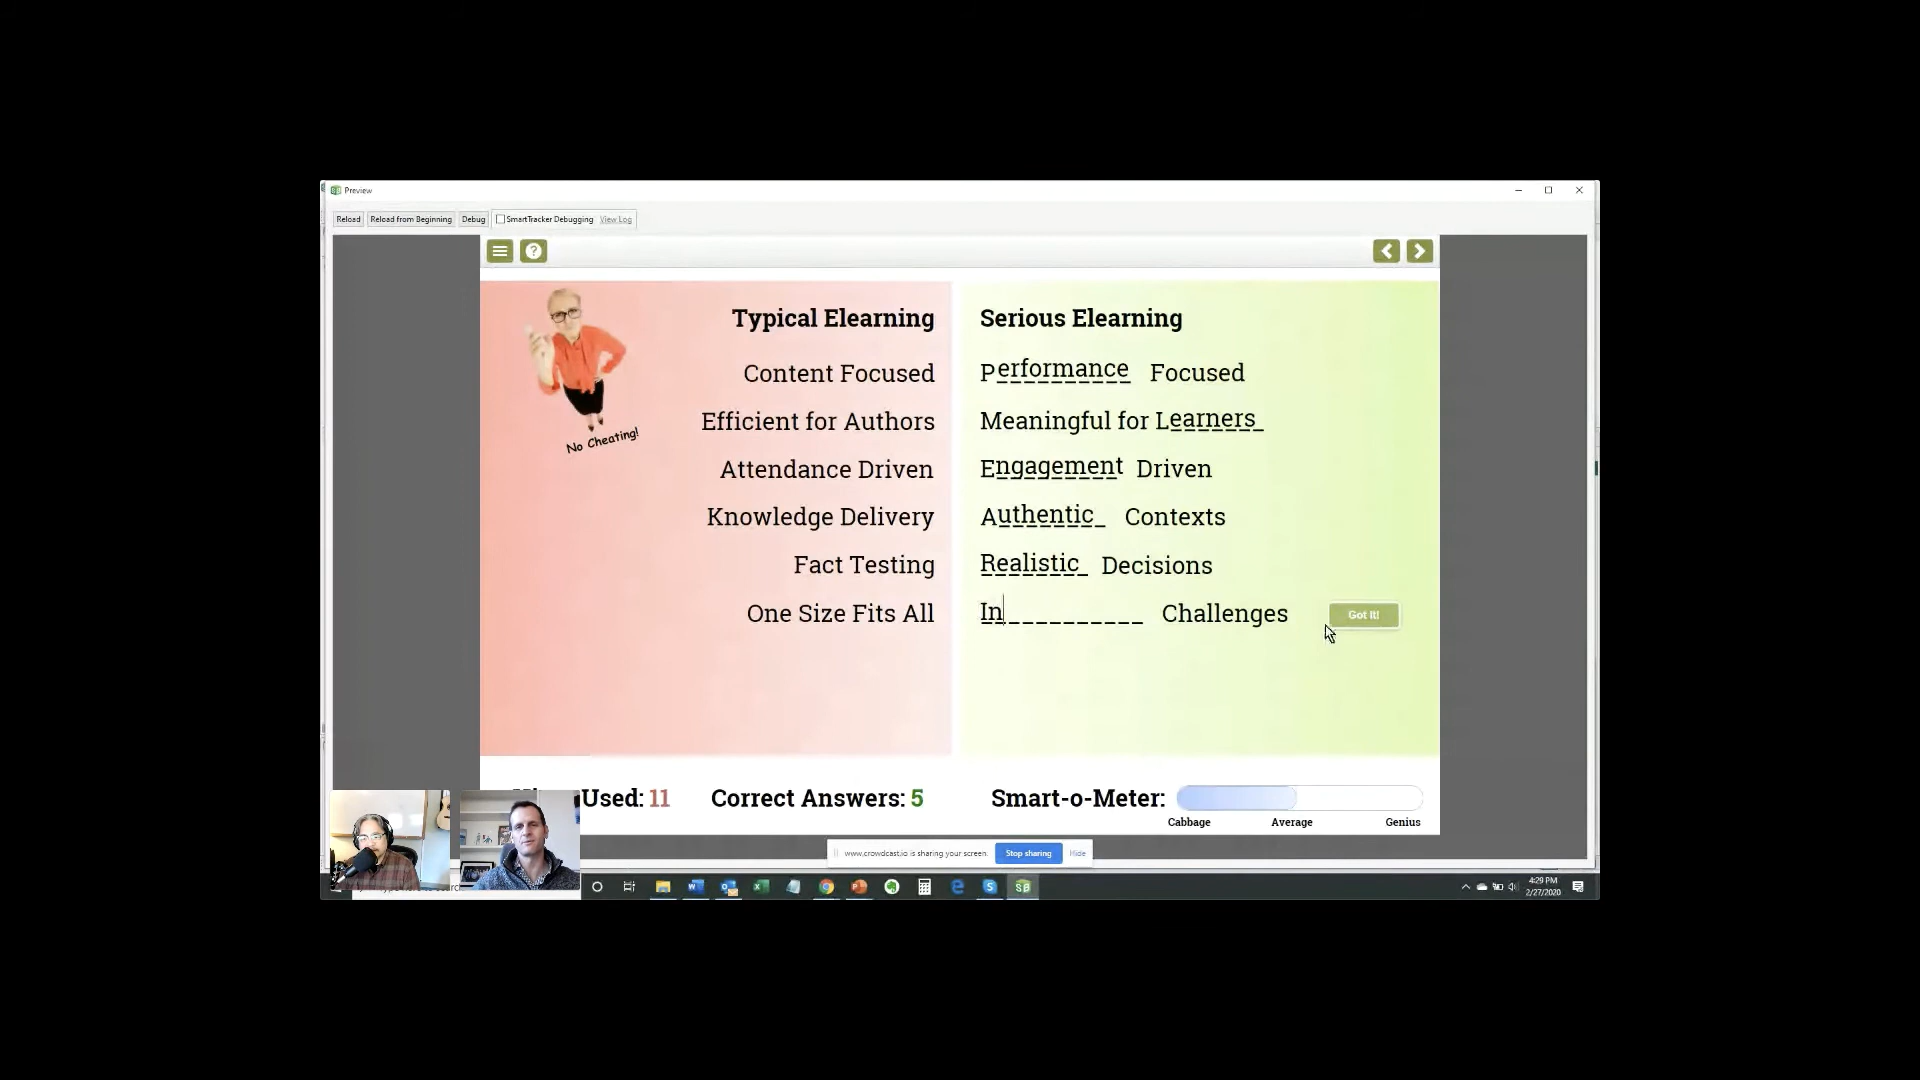 Preview
Reload Reload from Beginning Debug SmartTracker Debugging View Log
Typical Elearning
Content Focused
Efficient for Authors
Attendance Driven
Knowledge Delivery
Fact Testing
One Size Fits All
No Cheating!
Serious Elearning
Performance Focused
Meaningful for Learners_
Engagement Driven
Authentic_ Contexts
Realistic_ Decisions
In__________ Challenges
Got It!
Used: 11 Correct Answers: 5 Smart-o-Meter:
Cabbage Average Genius
www.crowdcast.io is sharing your screen. Stop sharing Hide
4:29 PM
2/27/2020